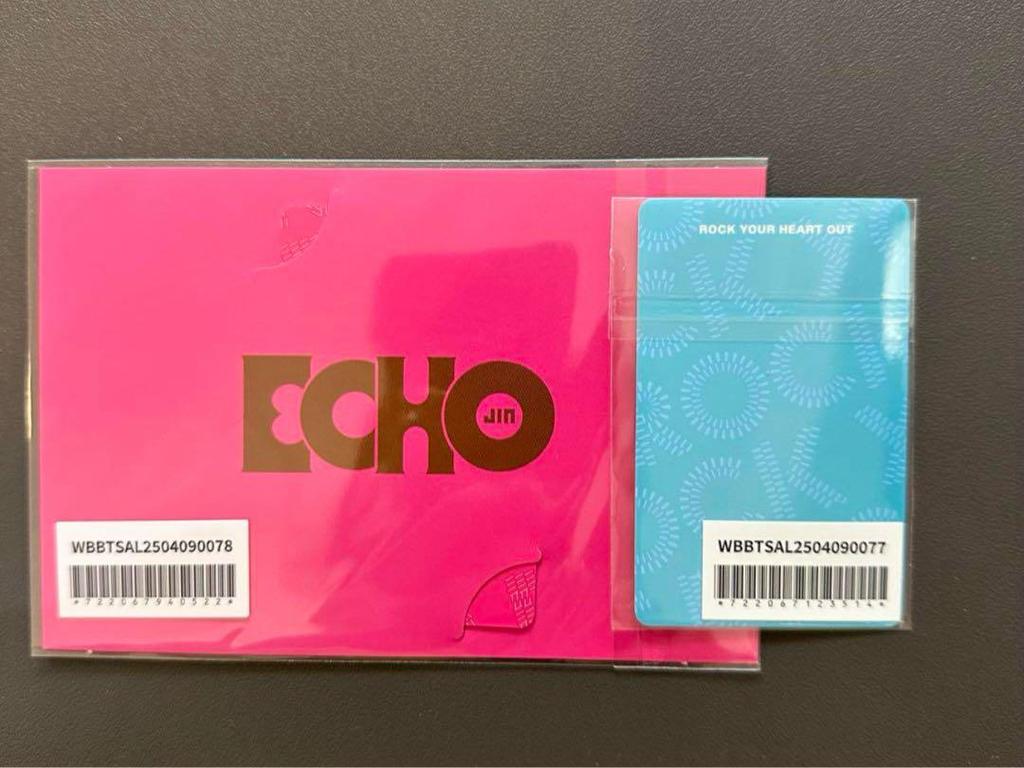 ECHO
JIN
WBBTSAL2504090078
*722067940522*
ROCK YOUR HEART OUT
WBBTSAL2504090077
*722067123514*